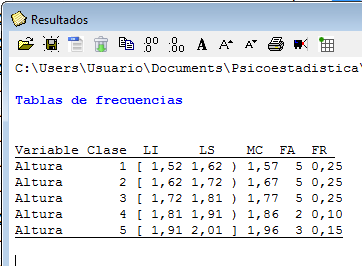 Resultados
C:\Users\Usuario\Documents\Psicoestadistica\
Tablas de frecuencias
Variable Clase LI LS MC FA FR
Altura 1 [ 1,52 1,62 ) 1,57 5 0,25
Altura 2 [ 1,62 1,72 ) 1,67 5 0,25
Altura 3 [ 1,72 1,81 ) 1,77 5 0,25
Altura 4 [ 1,81 1,91 ) 1,86 2 0,10
Altura 5 [ 1,91 2,01 ] 1,96 3 0,15